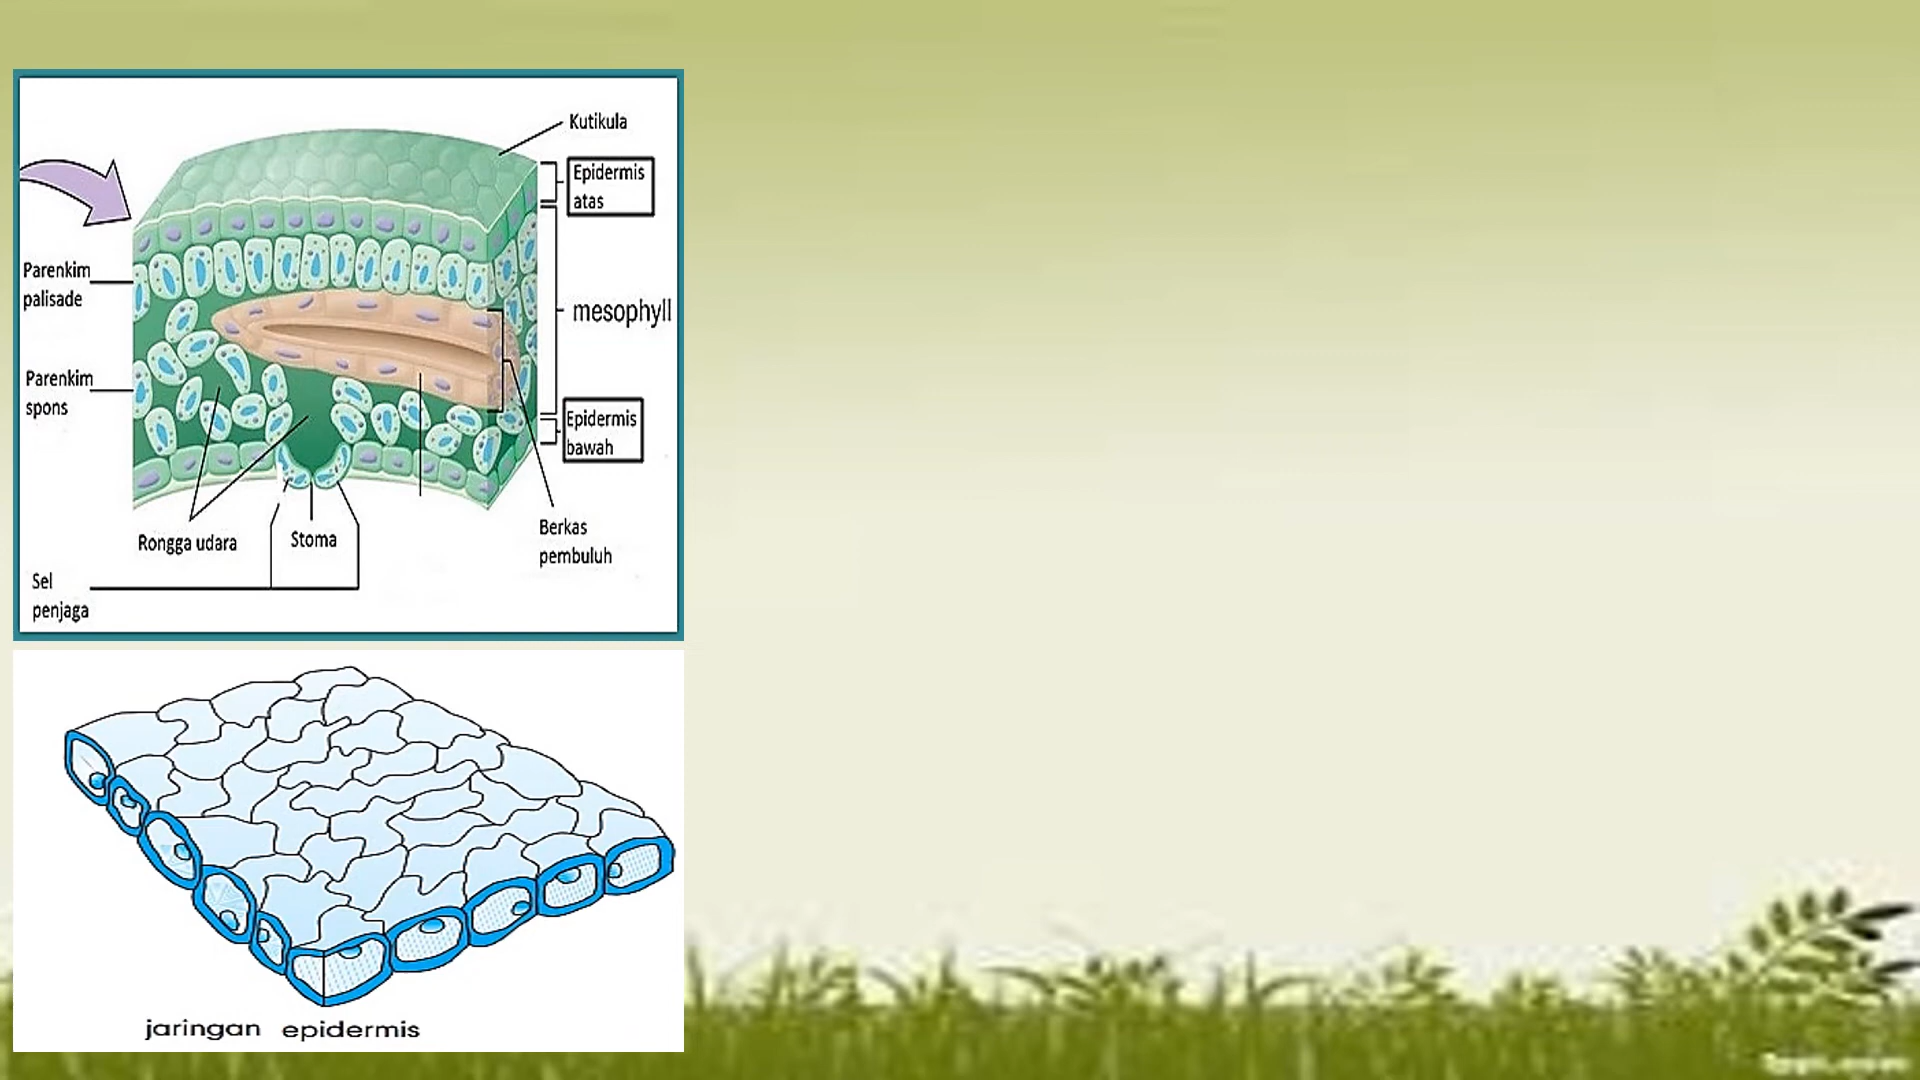 Kutikula
Epidermis
atas
Parenkim
palisade
mesophyll
Parenkim
spons
Epidermis
bawah
Berkas
pembuluh
Rongga udara
Stoma
Sel
penjaga
jaringan epidermis